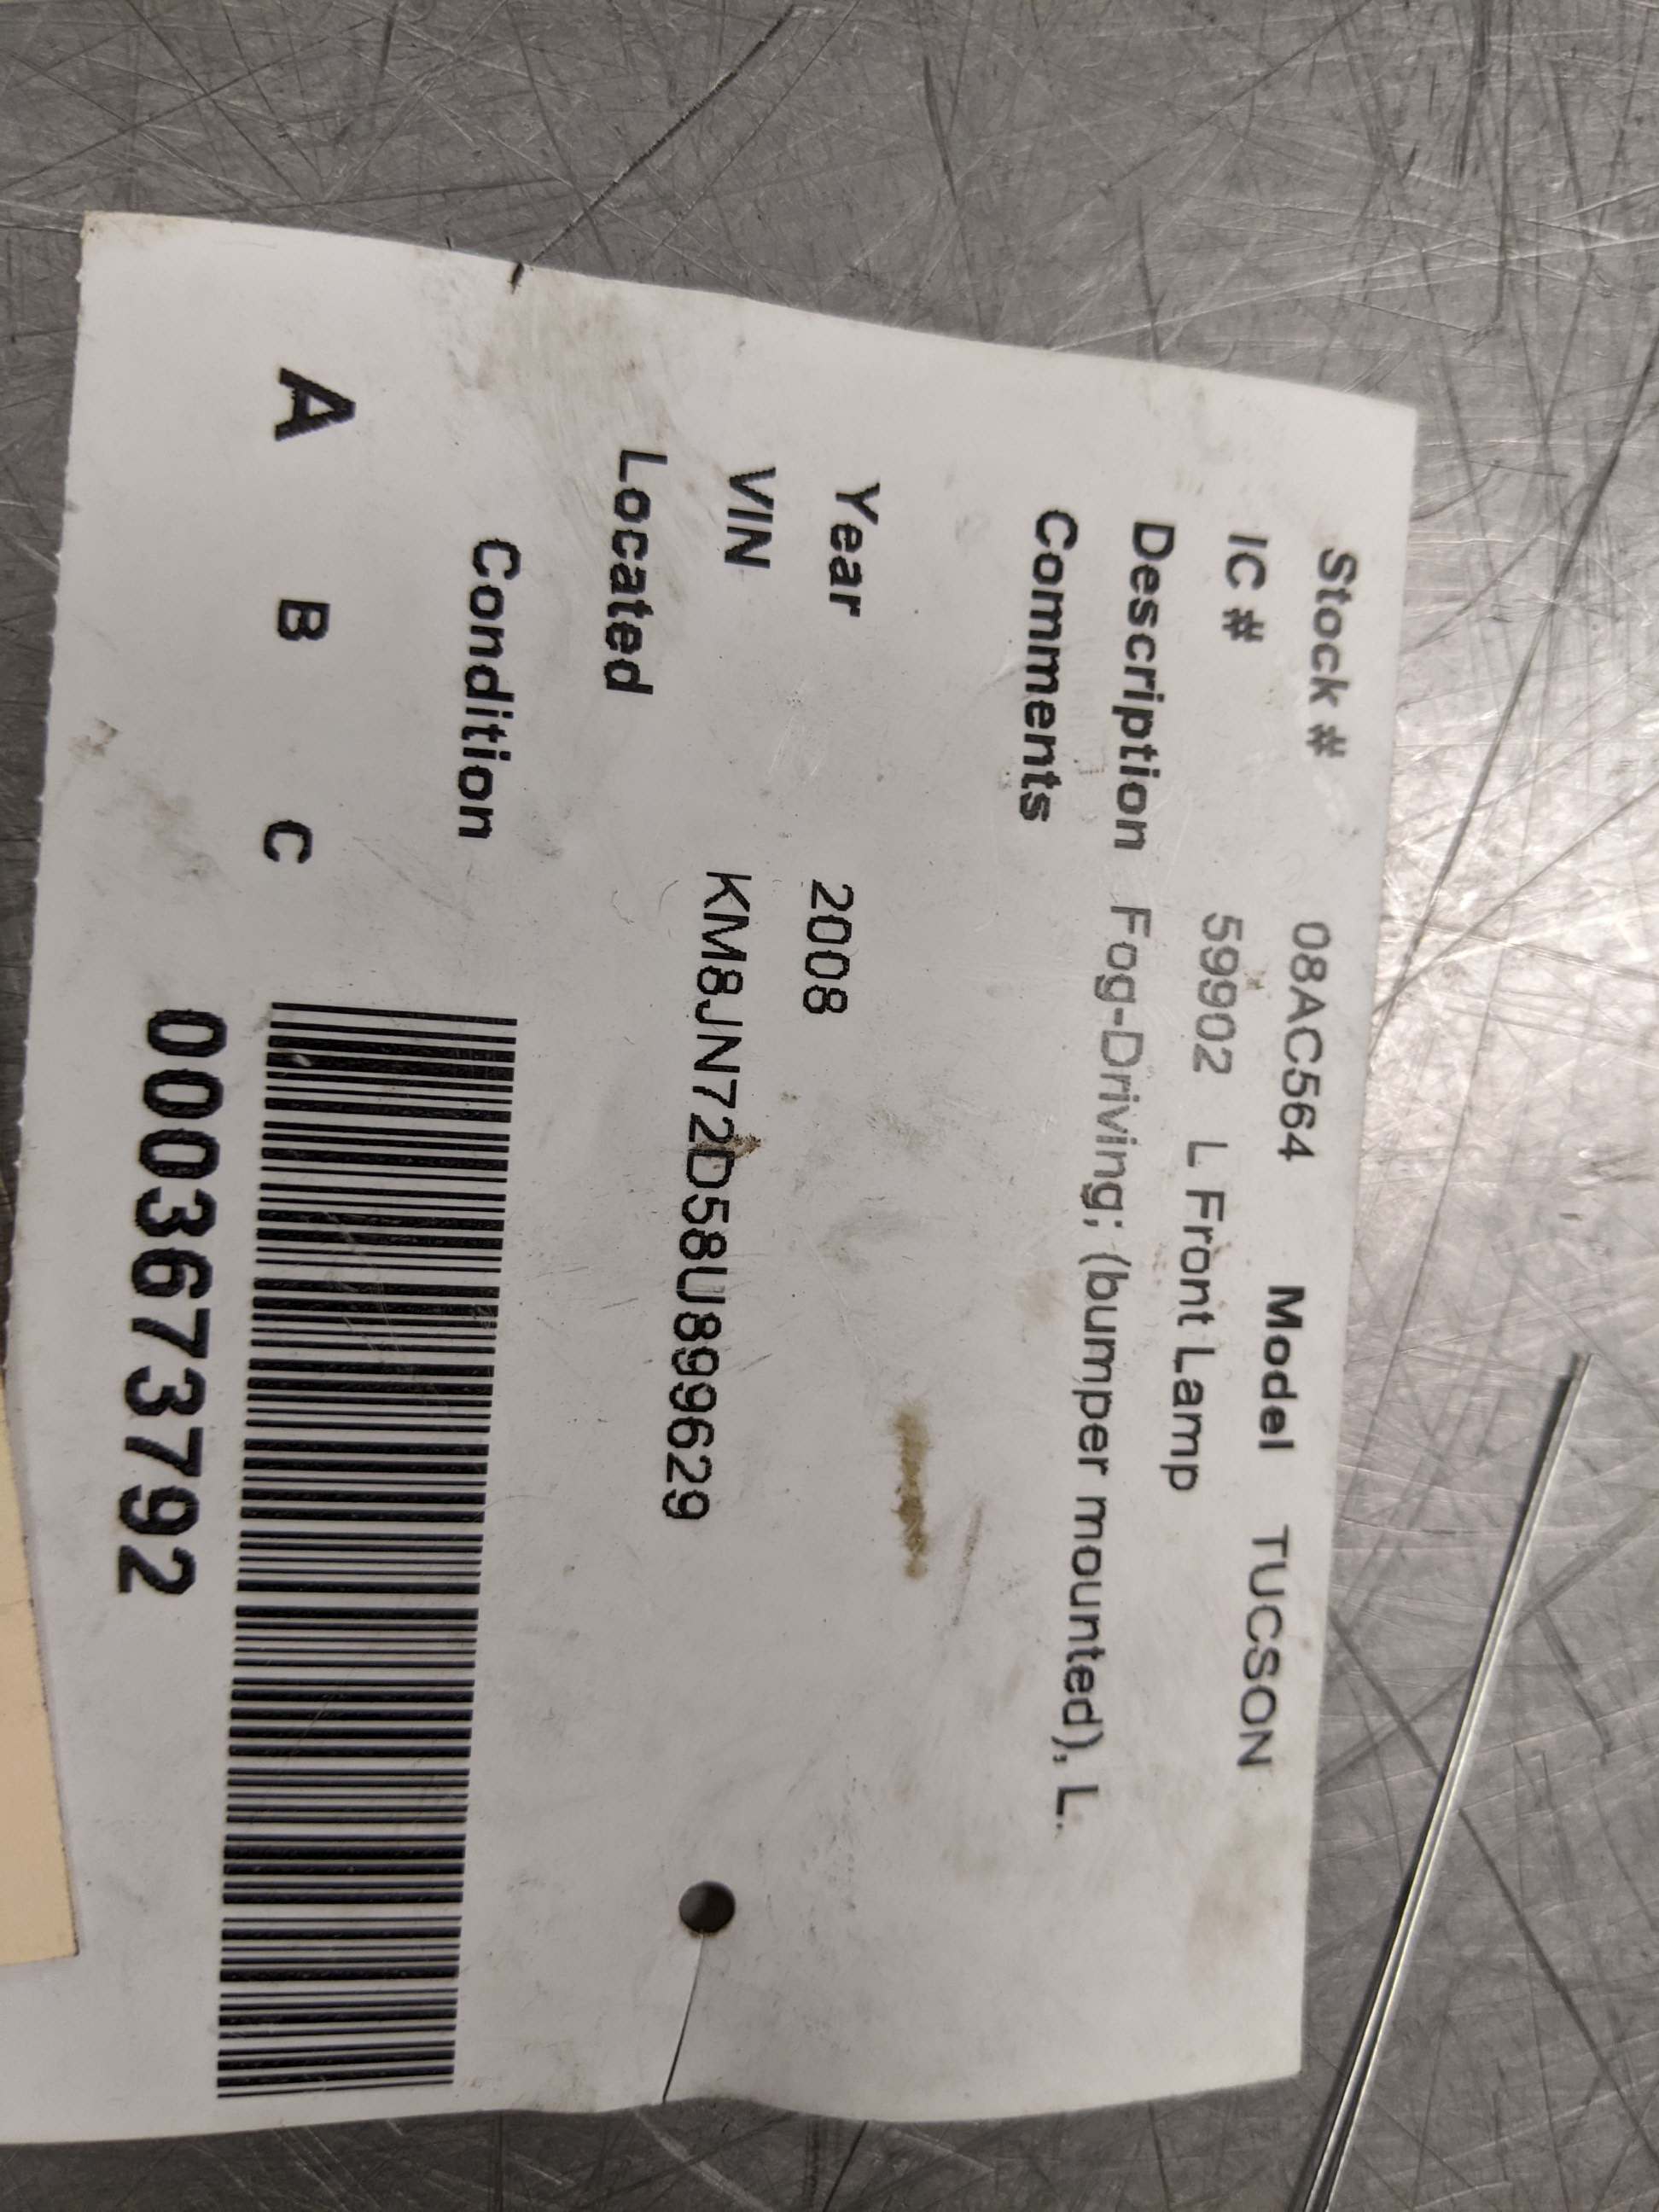 Stock # 08AC564 Model TUCSON
IC # 59902 L Front Lamp
Description Fog-Driving; (bumper mounted), L.
Comments
Year 2008
VIN KM8JN72D58U899629
Located
Condition
A B C
0003673792